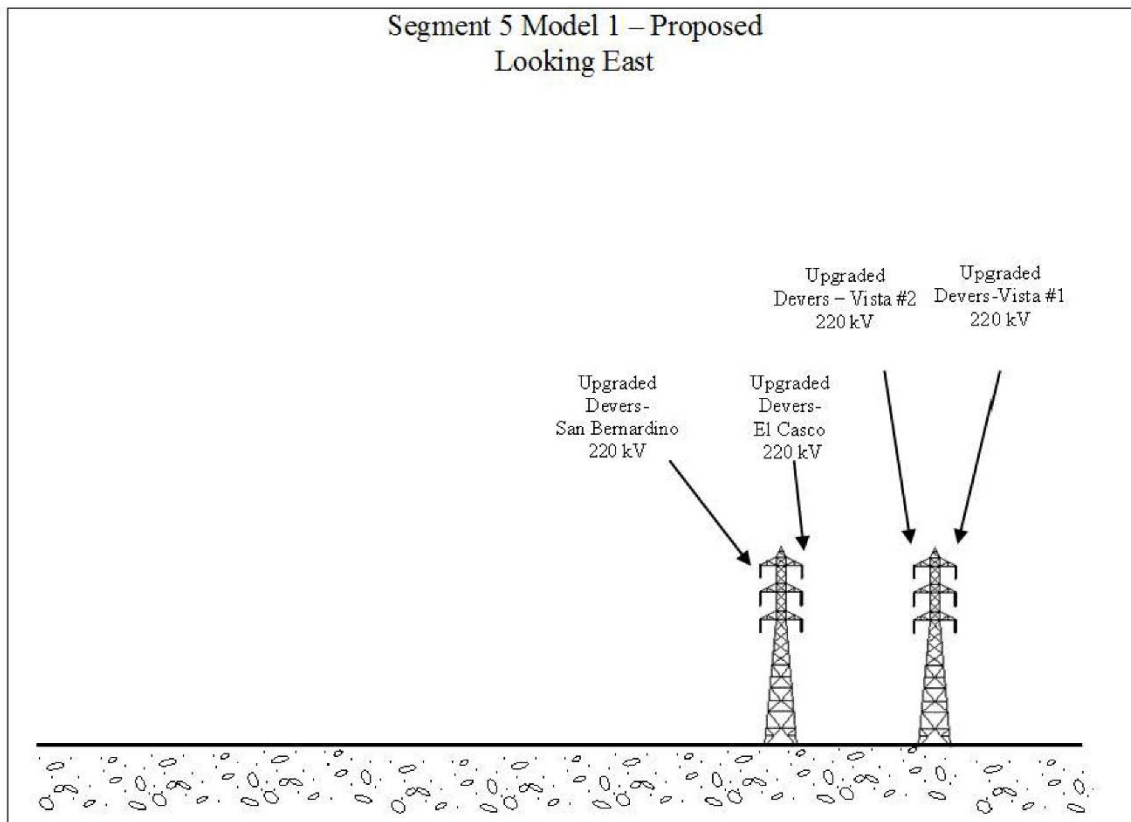 Segment 5 Model 1 – Proposed
Looking East
Upgraded
Devers – Vista #2
220 kV
Upgraded
Devers-Vista #1
220 kV
Upgraded
Devers-
San Bernardino
220 kV
Upgraded
Devers-
El Casco
220 kV